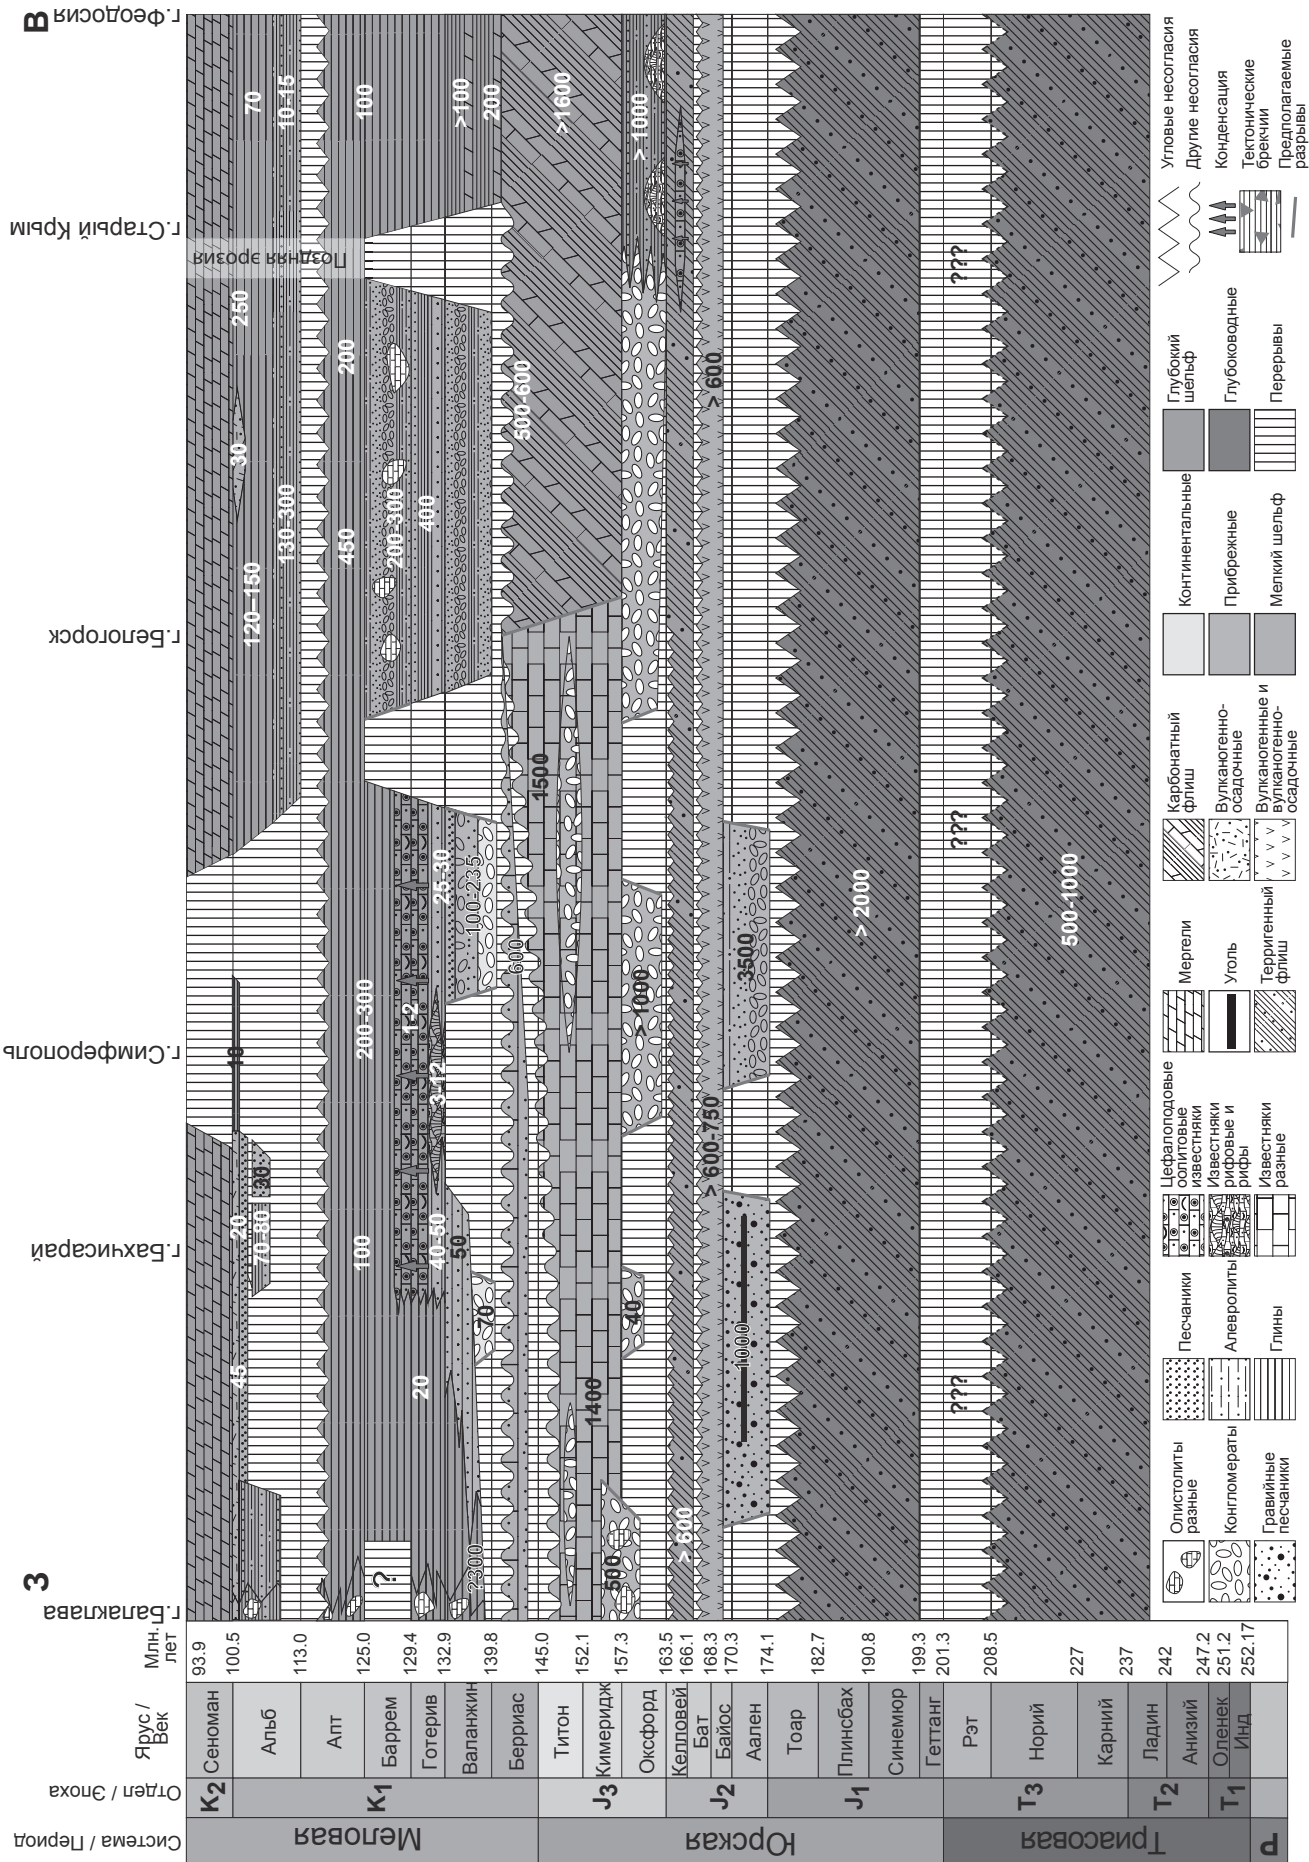 З
В
г.Балаклава
г.Бахчисарай
г.Симферополь
г.Белогорск
г.Старый Крым
г.Феодосия
Система / Период
Отдел / Эпоха
Ярус /
Век
Млн.
лет
Меловая
Юрская
Триасовая
P
K2
K1
J3
J2
J1
T3
T2
T1
Сеноман
Альб
Апт
Баррем
Готерив
Валанжин
Берриас
Титон
Кимеридж
Оксфорд
Келловей
Бат
Байос
Аален
Тоар
Плинсбах
Синемюр
Геттанг
Рэт
Норий
Карний
Ладин
Анизий
Оленек
Инд
93.9
100.5
113.0
125.0
129.4
132.9
139.8
145.0
152.1
157.3
163.5
166.1
168.3
170.3
174.1
182.7
190.8
199.3
201.3
208.5
227
237
242
247.2
251.2
252.17
Поздняя эрозия
45
20
70-80
30
10
120-150
30
250
70
130-300
10-15
100
200-300
450
200
100
?
20
40-50
3-12
1-2
25-30
200-300
400
>100
200
?300
50
70
100-235
600
500-600
1400
1500
>1600
500
40
>1000
>1000
>600
>600-750
>600
1000
3500
>2000
???
???
???
500-1000
Олистолиты
разные
Конгломераты
Гравийные
песчаники
Песчаники
Алевролиты
Глины
Цефалоподовые
оолитовые
известняки
Известняки
рифовые и
рифы
Известняки
разные
Мергели
Уголь
Терригенный
флиш
Карбонатный
флиш
Вулканогенно-
осадочные
Вулканогенные и
вулканогенно-
осадочные
Континентальные
Прибрежные
Мелкий шельф
Глубокий
шельф
Глубоководные
Перерывы
Угловые несогласия
Другие несогласия
Конденсация
Тектонические
брекчии
Предполагаемые
разрывы